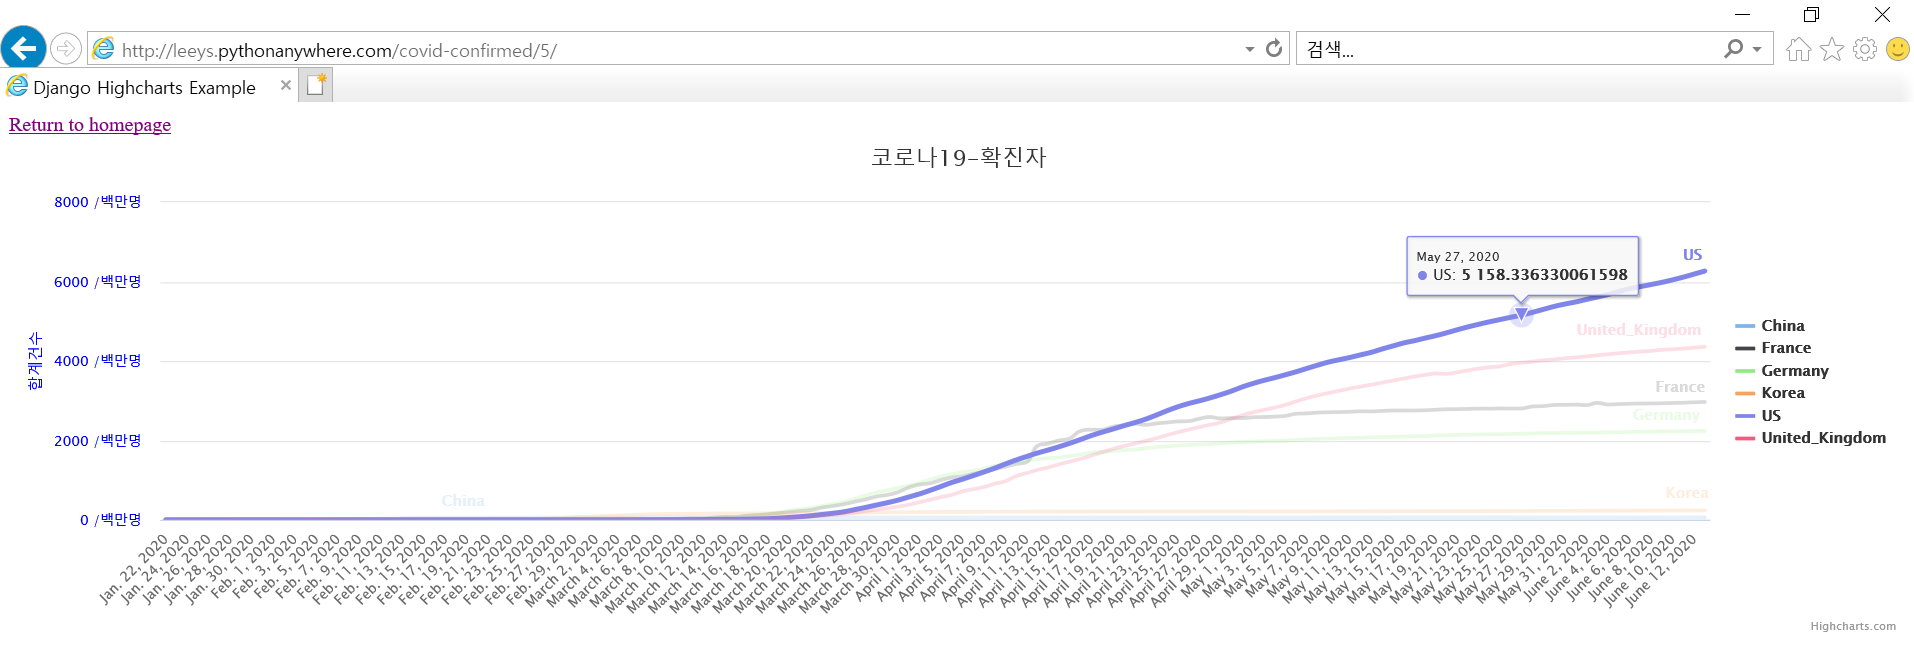 http://leeys.pythonanywhere.com/covid-confirmed/5/
검색...
Django Highcharts Example
Return to homepage
코로나19-확진자
8000 /백만명
6000 /백만명
4000 /백만명
2000 /백만명
0 /백만명
합계건수
May 27, 2020
US: 5 158.336330061598
US
United_Kingdom
France
Germany
Korea
China
China
France
Germany
Korea
US
United_Kingdom
Jan. 22, 2020
Jan. 24, 2020
Jan. 26, 2020
Jan. 28, 2020
Jan. 30, 2020
Feb. 1, 2020
Feb. 3, 2020
Feb. 5, 2020
Feb. 7, 2020
Feb. 9, 2020
Feb. 11, 2020
Feb. 13, 2020
Feb. 15, 2020
Feb. 17, 2020
Feb. 19, 2020
Feb. 21, 2020
Feb. 23, 2020
Feb. 25, 2020
Feb. 27, 2020
Feb. 29, 2020
March 2, 2020
March 4, 2020
March 6, 2020
March 8, 2020
March 10, 2020
March 12, 2020
March 14, 2020
March 16, 2020
March 18, 2020
March 20, 2020
March 22, 2020
March 24, 2020
March 26, 2020
March 28, 2020
March 30, 2020
April 1, 2020
April 3, 2020
April 5, 2020
April 7, 2020
April 9, 2020
April 11, 2020
April 13, 2020
April 15, 2020
April 17, 2020
April 19, 2020
April 21, 2020
April 23, 2020
April 25, 2020
April 27, 2020
April 29, 2020
May 1, 2020
May 3, 2020
May 5, 2020
May 7, 2020
May 9, 2020
May 11, 2020
May 13, 2020
May 15, 2020
May 17, 2020
May 19, 2020
May 21, 2020
May 23, 2020
May 25, 2020
May 27, 2020
May 29, 2020
May 31, 2020
June 2, 2020
June 4, 2020
June 6, 2020
June 8, 2020
June 10, 2020
June 12, 2020
Highcharts.com